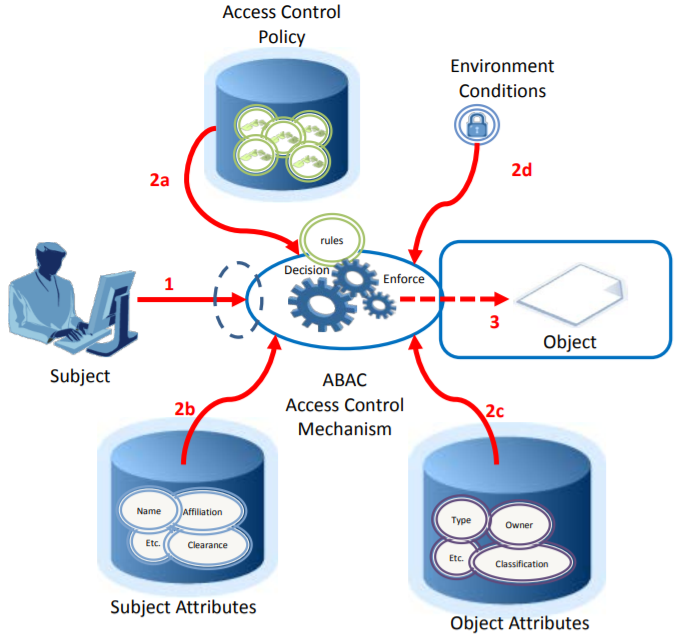 Access Control
Policy
Environment
Conditions
2a
2d
rules
Decision
Enforce
1
3
Subject
Object
ABAC
Access Control
Mechanism
2b
2c
Name
Affiliation
Etc.
Clearance
Type
Owner
Etc.
Classification
Subject Attributes
Object Attributes